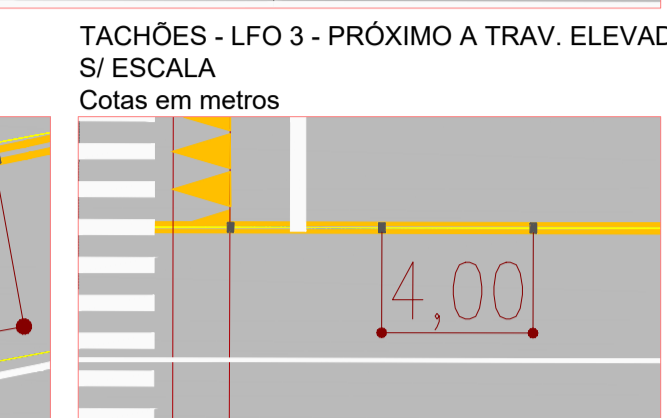 TACHÕES - LFO 3 - PRÓXIMO A TRAV. ELEVAD
S/ ESCALA
Cotas em metros
4,00